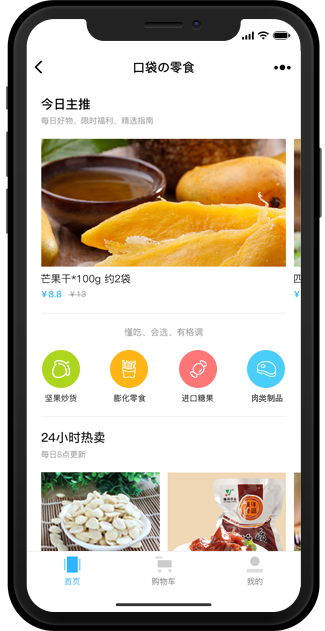 口袋の零食
今日主推
每日好物、限时福利、精选指南
芒果干*100g 约2袋
¥8.8 ¥13
懂吃、会选、有格调
坚果炒货 膨化零食 进口糖果 肉类制品
24小时热卖
每日8点更新
首页 购物车 我的